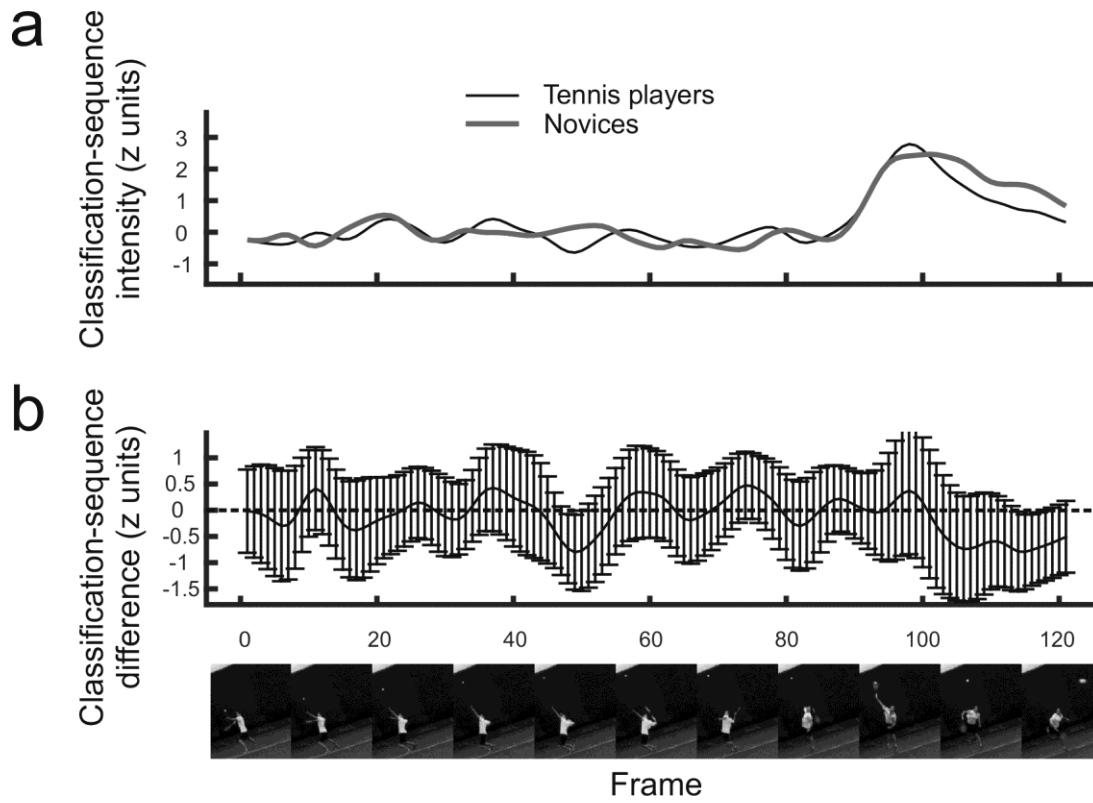 a
Classification-sequence
intensity (z units)
Tennis players
Novices
3
2
1
0
-1
b
Classification-sequence
difference (z units)
1
0.5
0
-0.5
-1
-1.5
0 20 40 60 80 100 120
Frame